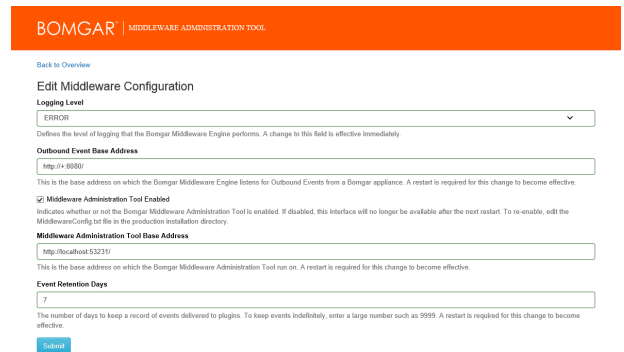 BOMGAR® | MIDDLEWARE ADMINISTRATION TOOL
Back to Overview
Edit Middleware Configuration
Logging Level
ERROR
Defines the level of logging that the Bomgar Middleware Engine performs. A change to this field is effective immediately.
Outbound Event Base Address
http://+:8080/
This is the base address on which the Bomgar Middleware Engine listens for Outbound Events from a Bomgar appliance. A restart is required for this change to become effective.
Middleware Administration Tool Enabled
Indicates whether or not the Bomgar Middleware Administration Tool is enabled. If disabled, this interface will no longer be available after the next restart. To re-enable, edit the
MiddlewareConfig.txt file in the production installation directory.
Middleware Administration Tool Base Address
http://localhost:53231/
This is the base address on which the Bomgar Middleware Administration Tool run on. A restart is required for this change to become effective.
Event Retention Days
7
The number of days to keep a record of events delivered to plugins. To keep events indefinitely, enter a large number such as 9999. A restart is required for this change to become
effective.
Submit